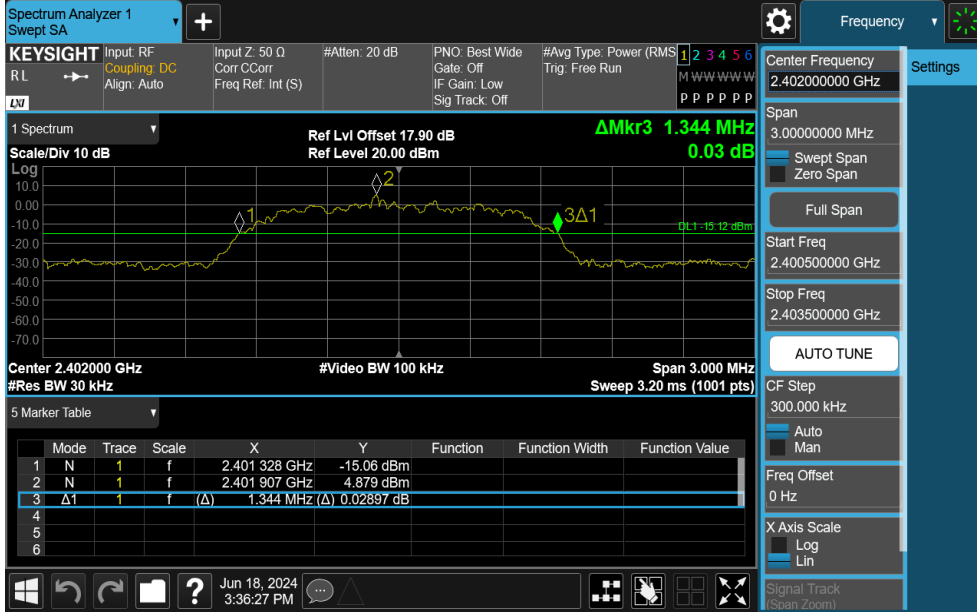 Spectrum Analyzer 1
Swept SA
+
Frequency
KEYSIGHT
R L
LXI
Input: RF
Coupling: DC
Align: Auto
Input Z: 50 Ω
Corr CCorr
Freq Ref: Int (S)
#Atten: 20 dB
PNO: Best Wide
Gate: Off
IF Gain: Low
Sig Track: Off
#Avg Type: Power (RMS
Trig: Free Run
1 2 3 4 5 6
M W W W W W
P P P P P P
1 Spectrum
Scale/Div 10 dB
Ref Lvl Offset 17.90 dB
Ref Level 20.00 dBm
ΔMkr3 1.344 MHz
0.03 dB
Log
10.0
0.00
-10.0
-20.0
-30.0
-40.0
-50.0
-60.0
-70.0
1
2
3Δ1
DL1 -15.12 dBm
Center 2.402000 GHz
#Video BW 100 kHz
Span 3.000 MHz
#Res BW 30 kHz
Sweep 3.20 ms (1001 pts)
5 Marker Table
Mode Trace Scale X Y Function Function Width Function Value
1 N 1 f 2.401 328 GHz -15.06 dBm
2 N 1 f 2.401 907 GHz 4.879 dBm
3 Δ1 1 f (Δ) 1.344 MHz (Δ) 0.02897 dB
4
5
6
?
Jun 18, 2024
3:36:27 PM
Center Frequency
2.402000000 GHz
Span
3.00000000 MHz
Swept Span
Zero Span
Full Span
Start Freq
2.400500000 GHz
Stop Freq
2.403500000 GHz
AUTO TUNE
CF Step
300.000 kHz
Auto
Man
Freq Offset
0 Hz
X Axis Scale
Log
Lin
Signal Track
(Span Zoom)
Settings